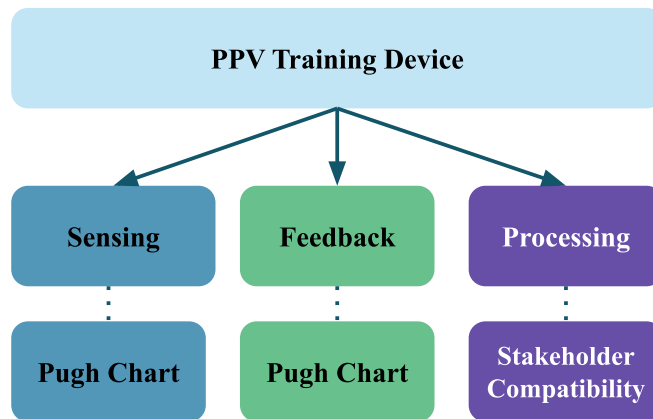 PPV Training Device
Sensing
Feedback
Processing
Pugh Chart
Pugh Chart
Stakeholder
Compatibility